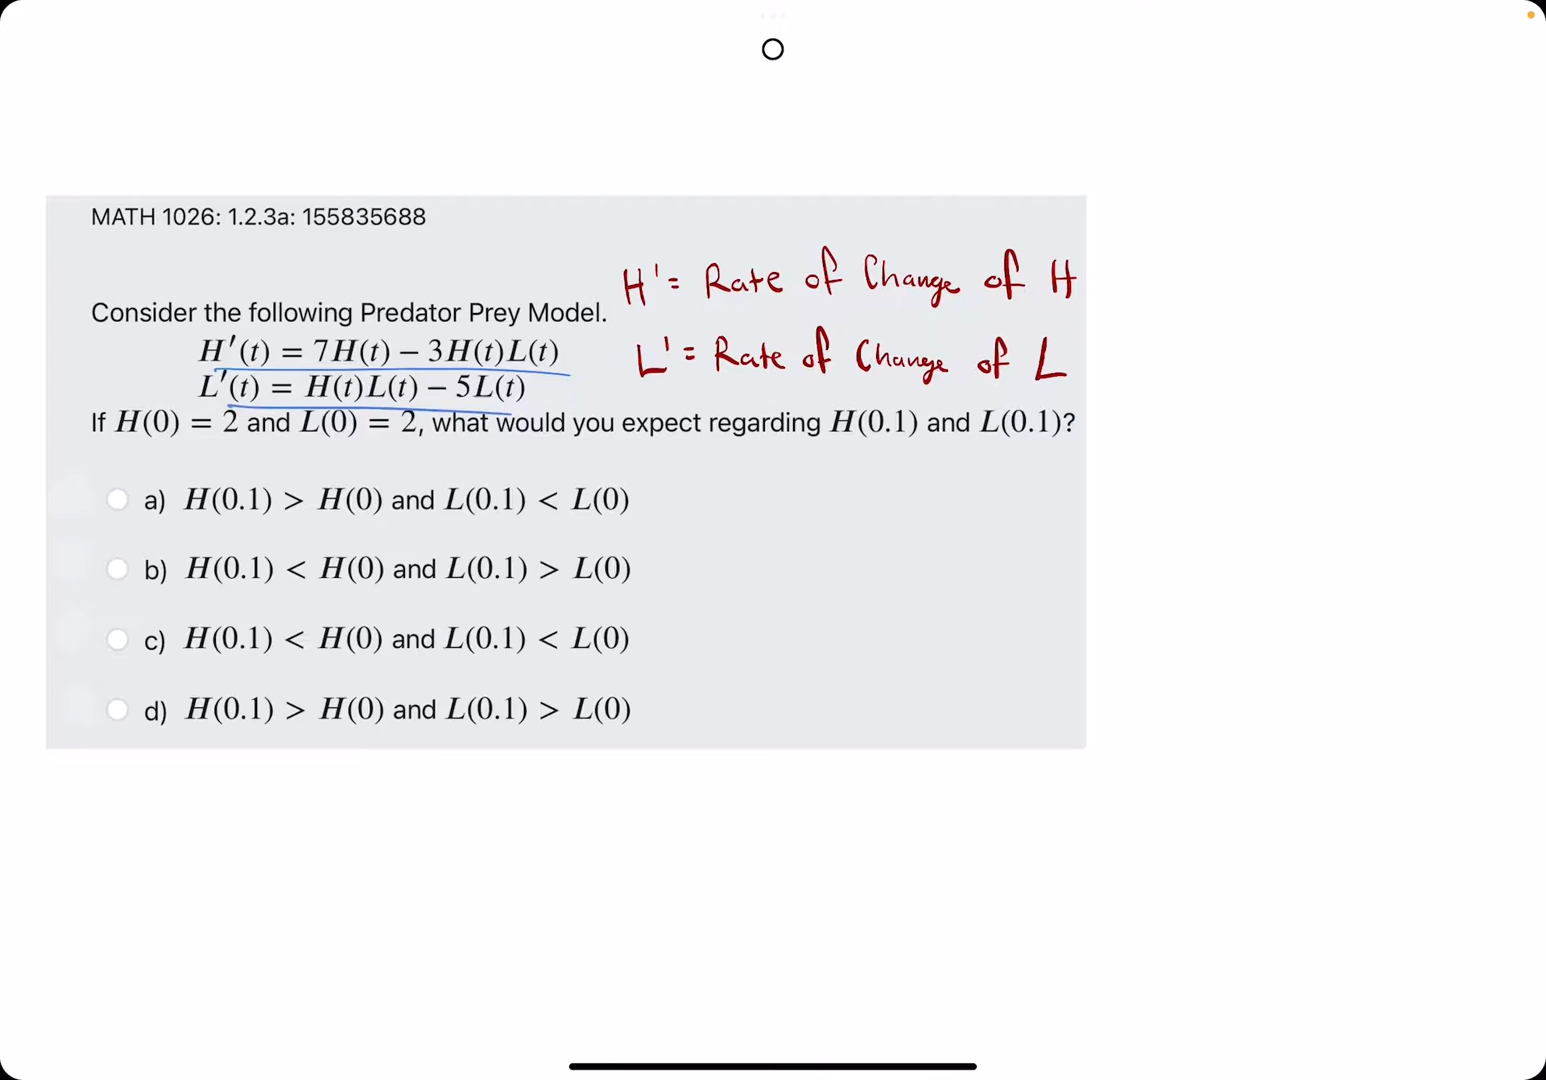 MATH 1026: 1.2.3a: 155835688
H' = Rate of Change of H
Consider the following Predator Prey Model.
H′(t) = 7H(t) − 3H(t)L(t)
L' = Rate of Change of L
L′(t) = H(t)L(t) − 5L(t)
If H(0) = 2 and L(0) = 2, what would you expect regarding H(0.1) and L(0.1)?
a) H(0.1) > H(0) and L(0.1) < L(0)
b) H(0.1) < H(0) and L(0.1) > L(0)
c) H(0.1) < H(0) and L(0.1) < L(0)
d) H(0.1) > H(0) and L(0.1) > L(0)